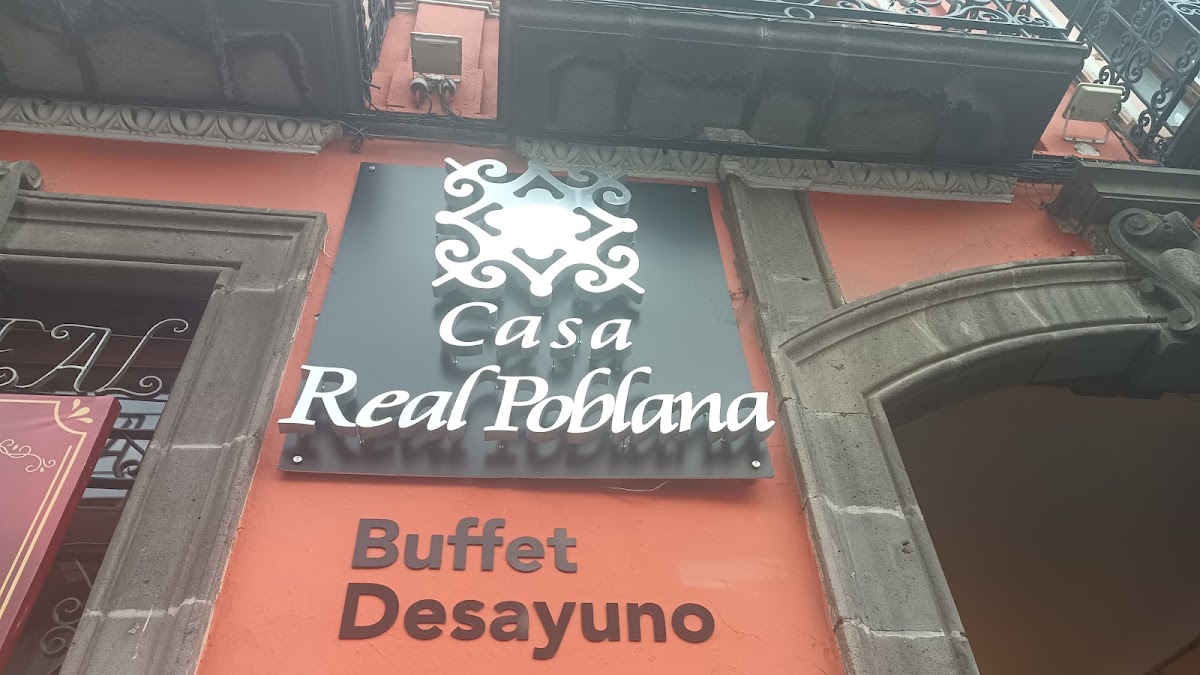 Casa
Real Poblana
Buffet
Desayuno